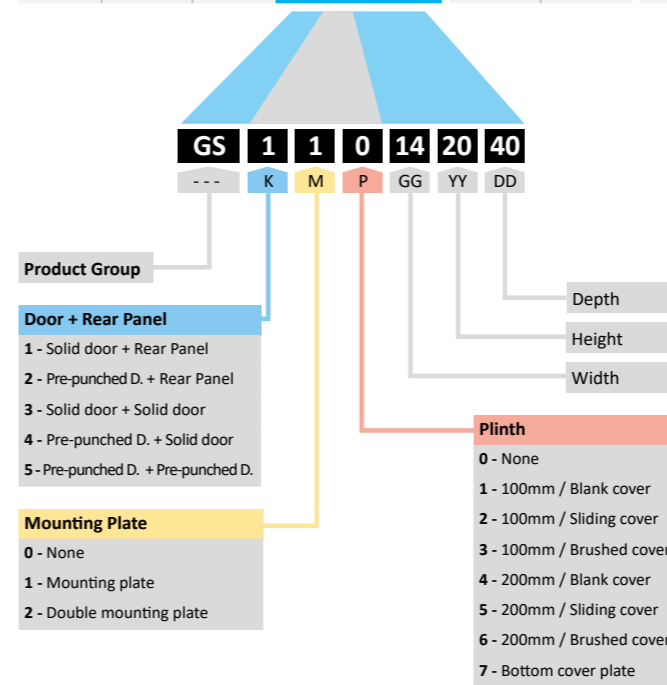 GS 1 1 0 14 20 40
--- K M P GG YY DD
Product Group
Door + Rear Panel
1 - Solid door + Rear Panel
2 - Pre-punched D. + Rear Panel
3 - Solid door + Solid door
4 - Pre-punched D. + Solid door
5 - Pre-punched D. + Pre-punched D.
Mounting Plate
0 - None
1 - Mounting plate
2 - Double mounting plate
Depth
Height
Width
Plinth
0 - None
1 - 100mm / Blank cover
2 - 100mm / Sliding cover
3 - 100mm / Brushed cover
4 - 200mm / Blank cover
5 - 200mm / Sliding cover
6 - 200mm / Brushed cover
7 - Bottom cover plate